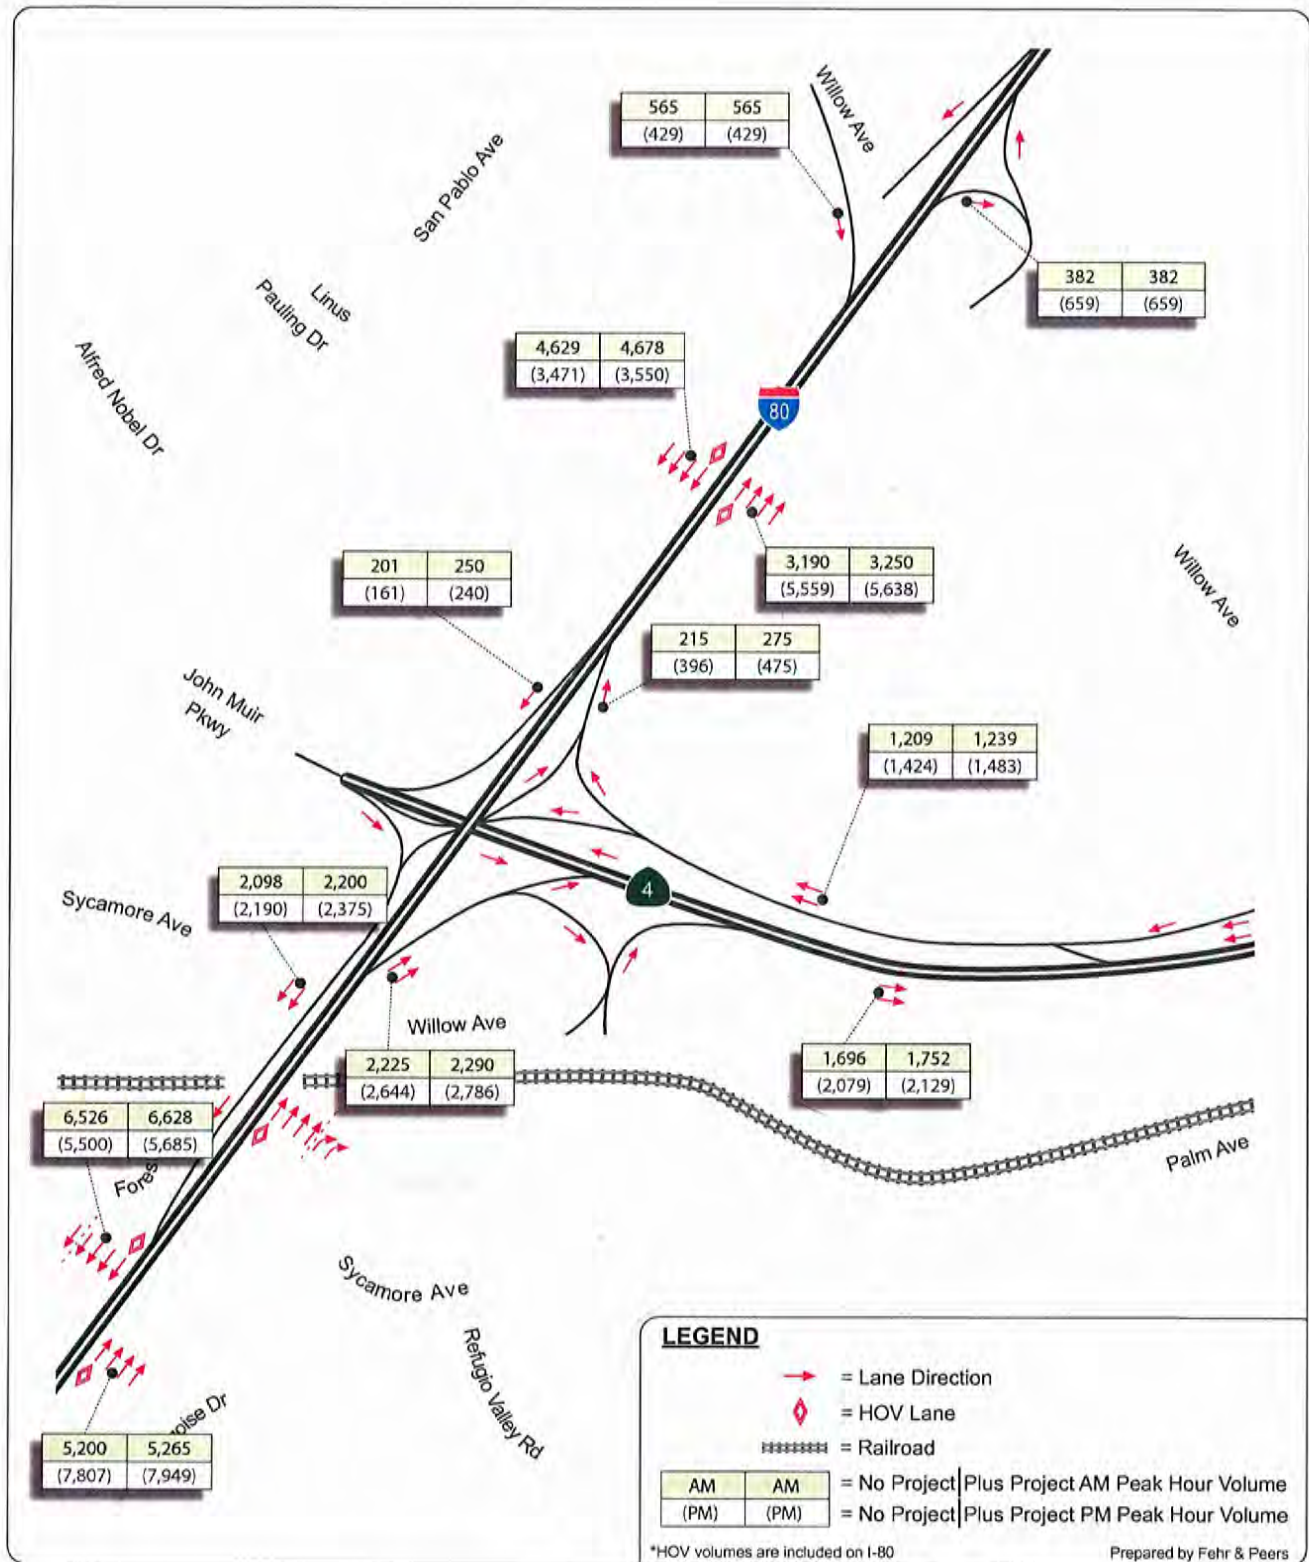 Willow Ave
565 565
(429) (429)
San Pablo Ave
382 382
(659) (659)
Linus
Pauling Dr
4,629 4,678
(3,471) (3,550)
Alfred Nobel Dr
80
3,190 3,250
(5,559) (5,638)
201 250
(161) (240)
Willow Ave
215 275
(396) (475)
John Muir
Pkwy
1,209 1,239
(1,424) (1,483)
2,098 2,200
(2,190) (2,375)
4
Sycamore Ave
Willow Ave
2,225 2,290
(2,644) (2,786)
1,696 1,752
(2,079) (2,129)
6,526 6,628
(5,500) (5,685)
Palm Ave
Sycamore Ave
Refugio Valley Rd
Dr
5,200 5,265
(7,807) (7,949)
LEGEND
= Lane Direction
= HOV Lane
= Railroad
AM AM = No Project|Plus Project AM Peak Hour Volume
(PM) (PM) = No Project|Plus Project PM Peak Hour Volume
*HOV volumes are included on I-80
Prepared by Fehr & Peers